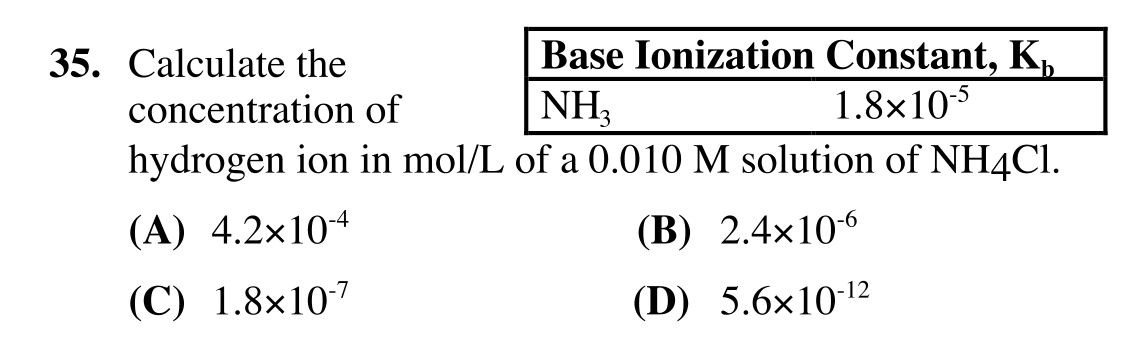 35. Calculate the
concentration of
Base Ionization Constant, K_b
NH₃ 1.8×10⁻⁵
hydrogen ion in mol/L of a 0.010 M solution of NH4Cl.
(A) 4.2×10⁻⁴ (B) 2.4×10⁻⁶
(C) 1.8×10⁻⁷ (D) 5.6×10⁻¹²